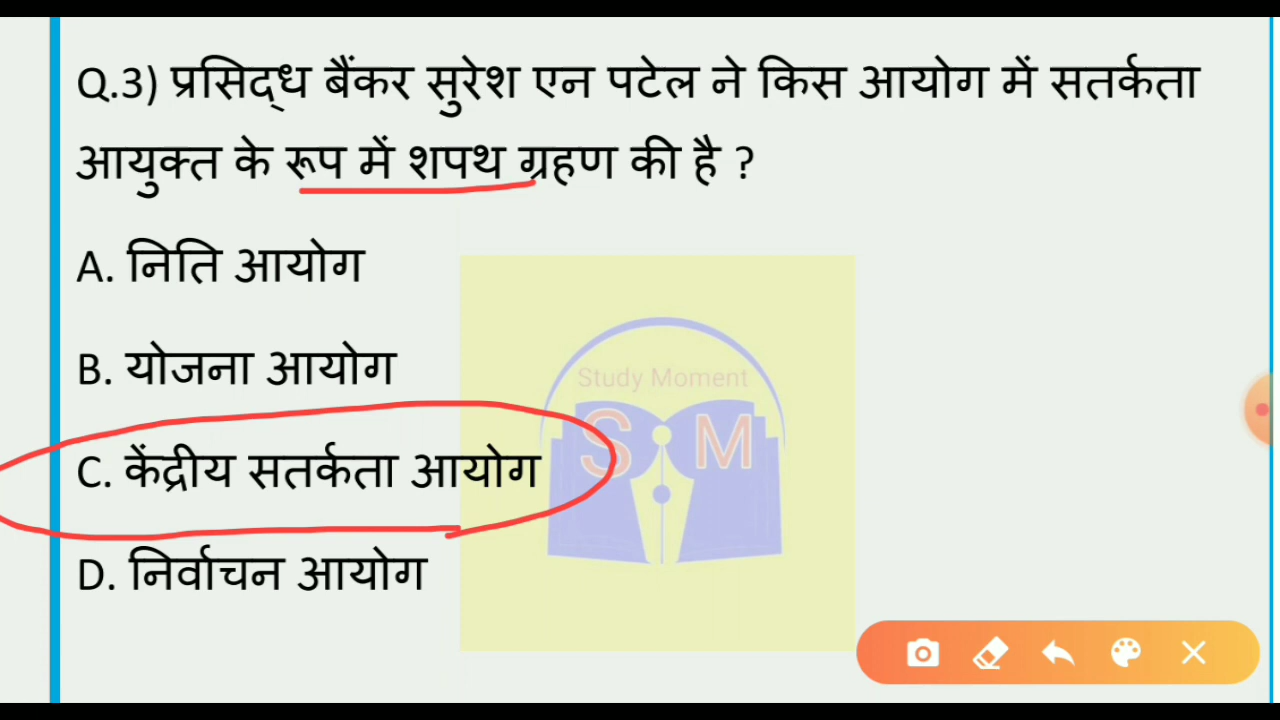 Q.3) प्रसिद्ध बैंकर सुरेश एन पटेल ने किस आयोग में सतर्कता
आयुक्त के रूप में शपथ ग्रहण की है ?
A. निति आयोग
B. योजना आयोग
Study Moment
S M
C. केंद्रीय सतर्कता आयोग
D. निर्वाचन आयोग